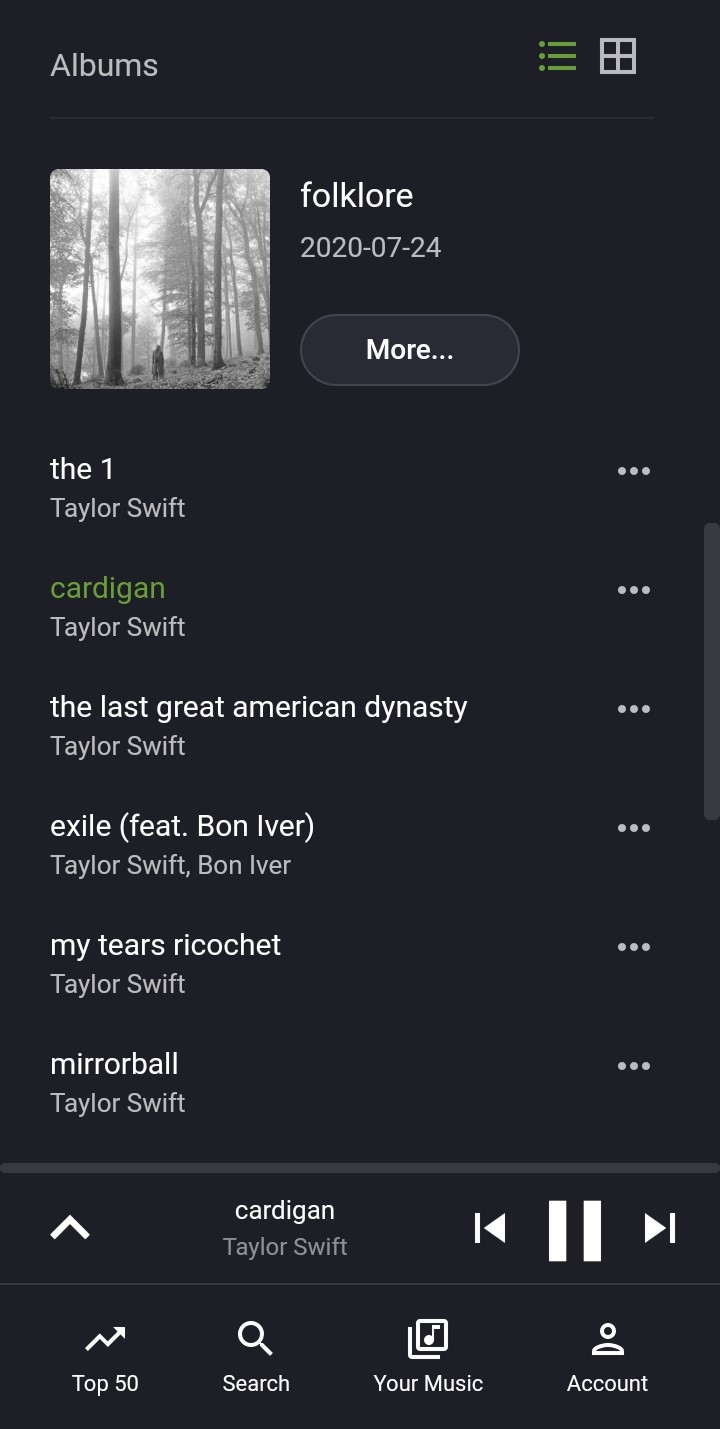 Albums
folklore
2020-07-24
More...
the 1
Taylor Swift
cardigan
Taylor Swift
the last great american dynasty
Taylor Swift
exile (feat. Bon Iver)
Taylor Swift, Bon Iver
my tears ricochet
Taylor Swift
mirrorball
Taylor Swift
cardigan
Taylor Swift
Top 50
Search
Your Music
Account